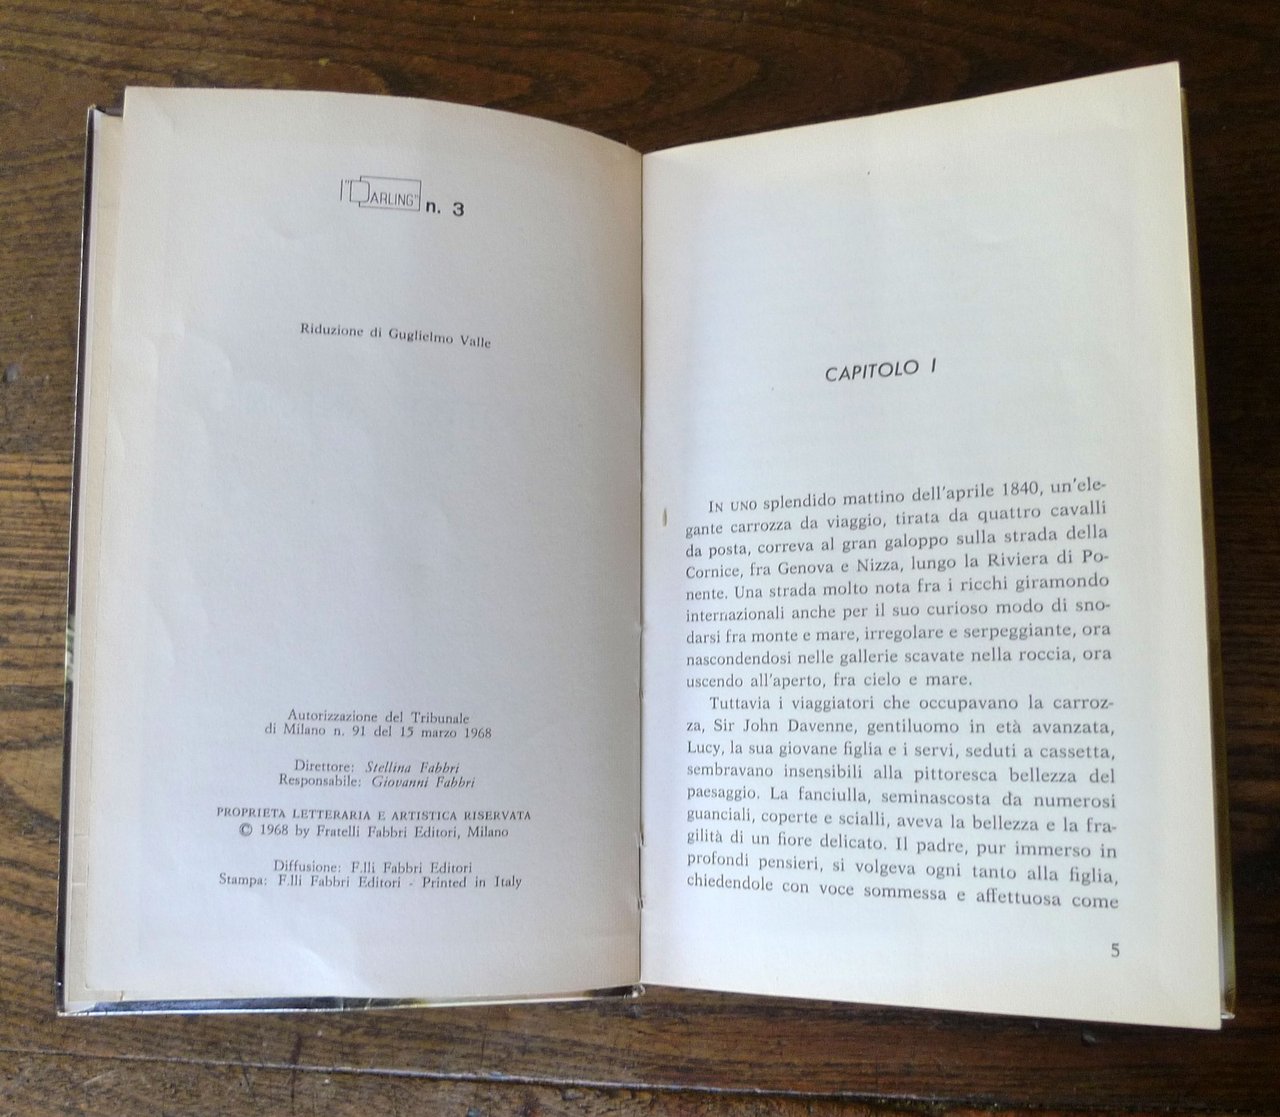 I "DARLING" n. 3
Riduzione di Guglielmo Valle
Autorizzazione del Tribunale
di Milano n. 91 del 15 marzo 1968
Direttore: Stellina Fabbri
Responsabile: Giovanni Fabbri
PROPRIETÀ LETTERARIA E ARTISTICA RISERVATA
© 1968 by Fratelli Fabbri Editori, Milano
Diffusione: F.lli Fabbri Editori
Stampa: F.lli Fabbri Editori - Printed in Italy
CAPITOLO I
IN UNO splendido mattino dell'aprile 1840, un'ele-
gante carrozza da viaggio, tirata da quattro cavalli
da posta, correva al gran galoppo sulla strada della
Cornice, fra Genova e Nizza, lungo la Riviera di Po-
nente. Una strada molto nota fra i ricchi giramondo
internazionali anche per il suo curioso modo di sno-
darsi fra monte e mare, irregolare e serpeggiante, ora
nascondendosi nelle gallerie scavate nella roccia, ora
uscendo all'aperto, fra cielo e mare.
Tuttavia i viaggiatori che occupavano la carroz-
za, Sir John Davenne, gentiluomo in età avanzata,
Lucy, la sua giovane figlia e i servi, seduti a cassetta,
sembravano insensibili alla pittoresca bellezza del
paesaggio. La fanciulla, seminascosta da numerosi
guanciali, coperte e scialli, aveva la bellezza e la fra-
gilità di un fiore delicato. Il padre, pur immerso in
profondi pensieri, si volgeva ogni tanto alla figlia,
chiedendole con voce sommessa e affettuosa come
5